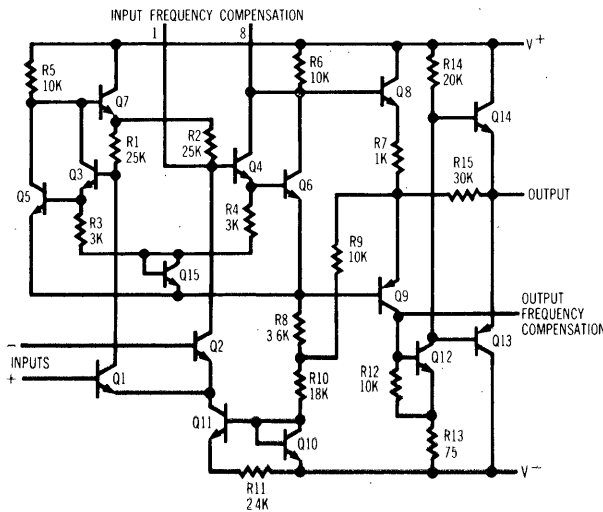 INPUT FREQUENCY COMPENSATION
1 8
V+
R5
10K
Q7
R6
10K
Q8
R14
20K
Q14
R1
25K
R2
25K
Q3
Q4
Q5
Q6
R7
1K
R15
30K
OUTPUT
R3
3K
R4
3K
R9
10K
Q15
Q9
OUTPUT
FREQUENCY
COMPENSATION
R8
3 6K
−
INPUTS
+
Q2
Q1
Q12
Q13
R10
18K
R12
10K
Q11
Q10
R13
75
R11
2 4K
V−